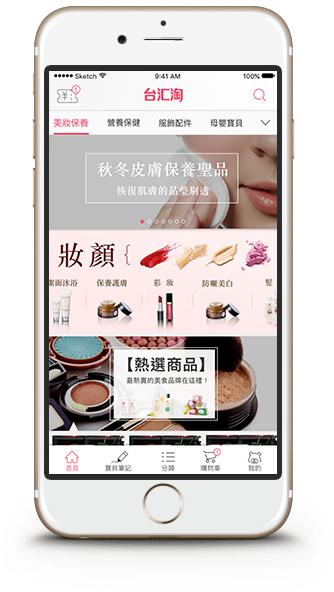 Sketch
9:41 AM
100%
羊
1
台汇淘
美妝保養 營養保健 服飾配件 母嬰寶貝
秋冬皮膚保養聖品
恢復肌膚的晶瑩剔透
妝顏
潔面沐浴 保養護膚 彩妝 防曬美白 髮
【熱選商品】
最熱賣的美食品牌在這裡！
首頁 寶貝筆記 分類 購物車 我的